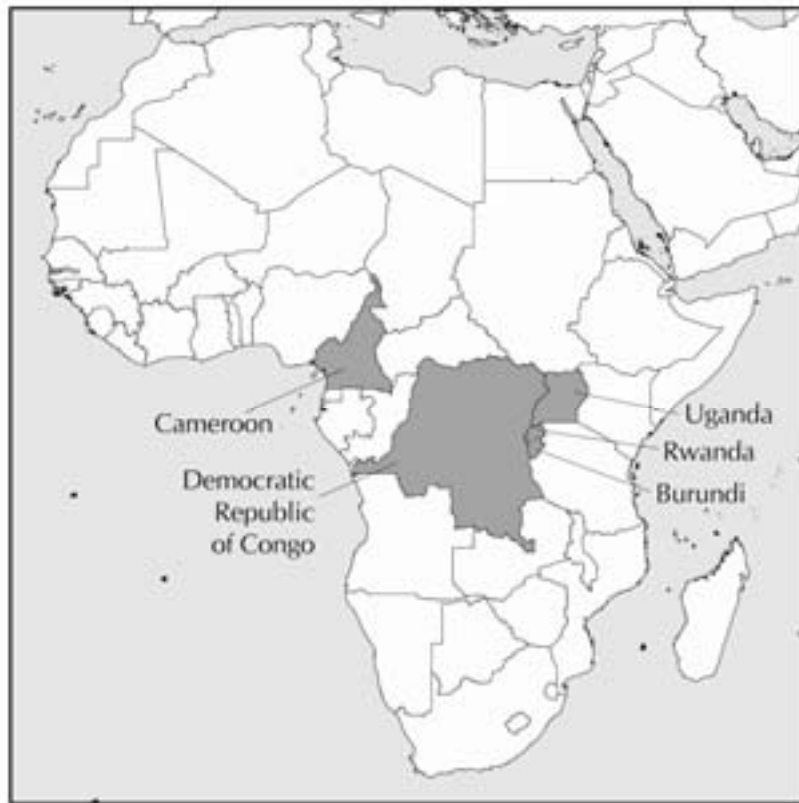 Cameroon
Democratic
Republic
of Congo
Uganda
Rwanda
Burundi